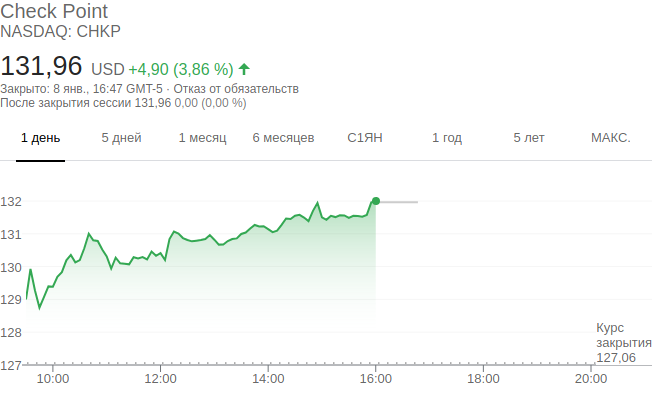 Check Point
NASDAQ: CHKP
131,96 USD +4,90 (3,86 %)
Закрыто: 8 янв., 16:47 GMT-5 · Отказ от обязательств
После закрытия сессии 131,96 0,00 (0,00 %)
1 день 5 дней 1 месяц 6 месяцев С1ЯН 1 год 5 лет МАКС.
132
131
130
129
128
127
Курс
закрытия
127,06
10:00 12:00 14:00 16:00 18:00 20:00